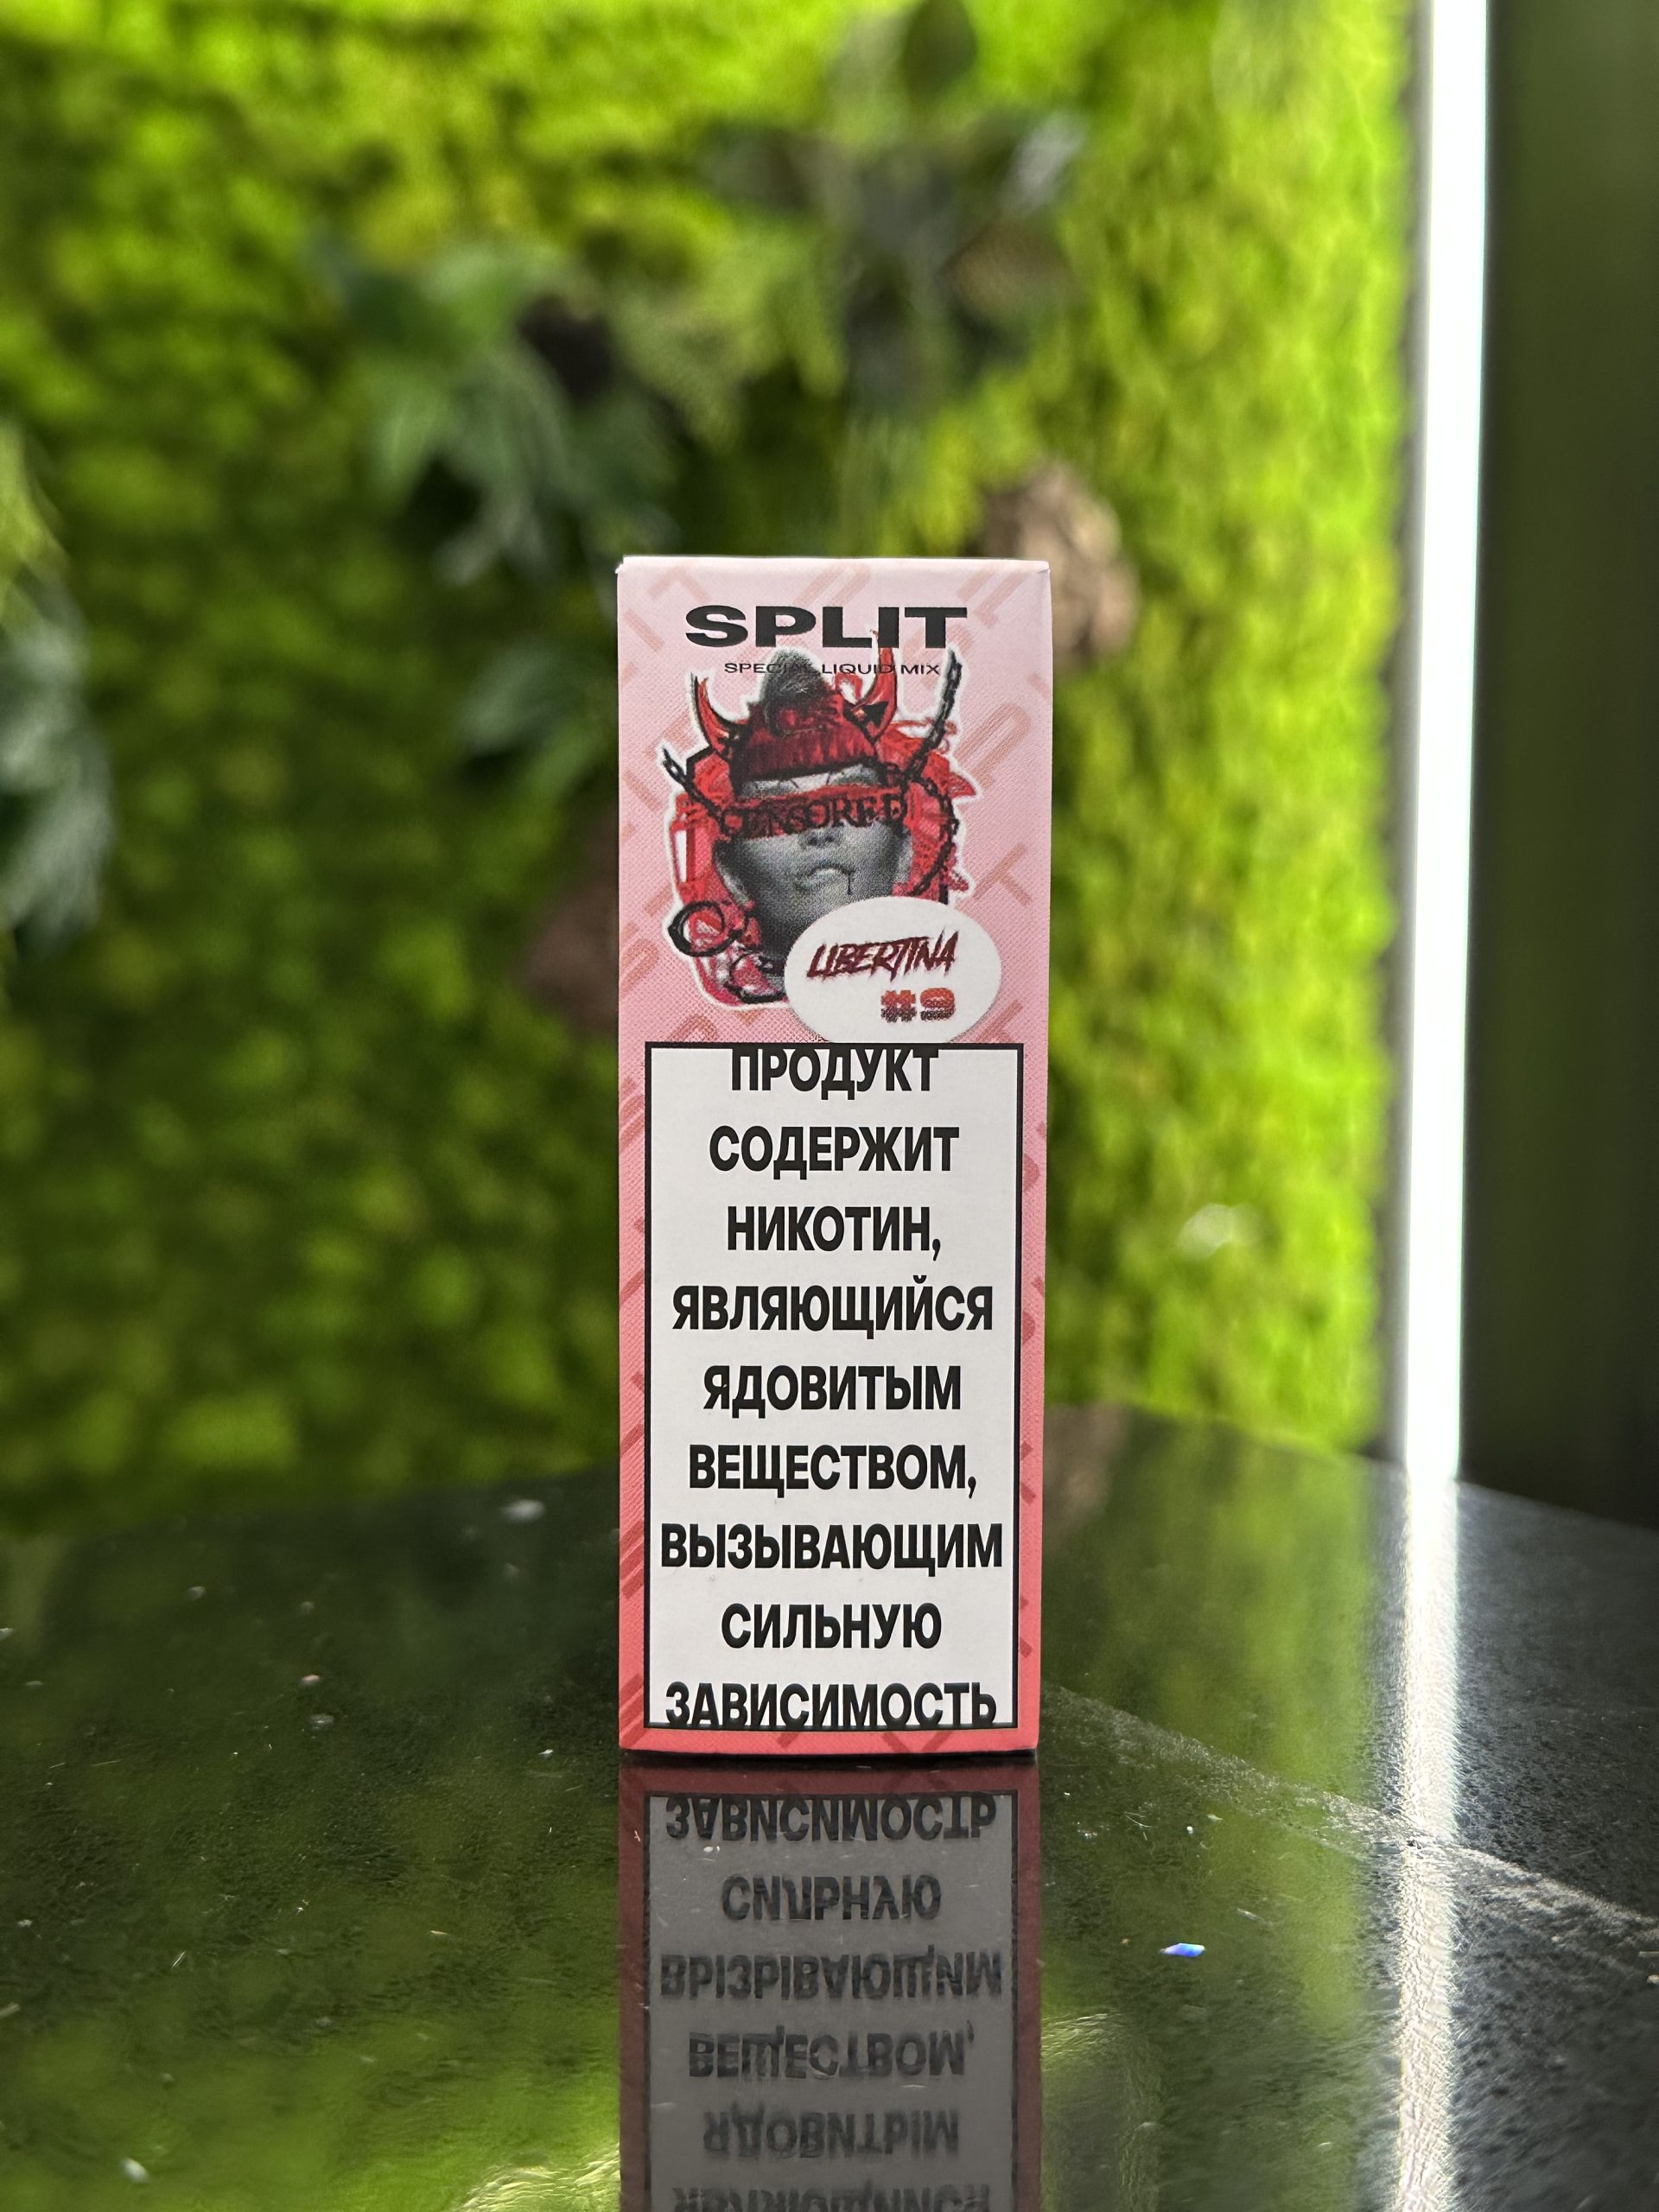 SPLIT
SPECIAL LIQUID MIX
CENSORED
LIBERTINA
#9
ПРОДУКТ
СОДЕРЖИТ
НИКОТИН,
ЯВЛЯЮЩИЙСЯ
ЯДОВИТЫМ
ВЕЩЕСТВОМ,
ВЫЗЫВАЮЩИМ
СИЛЬНУЮ
ЗАВИСИМОСТЬ